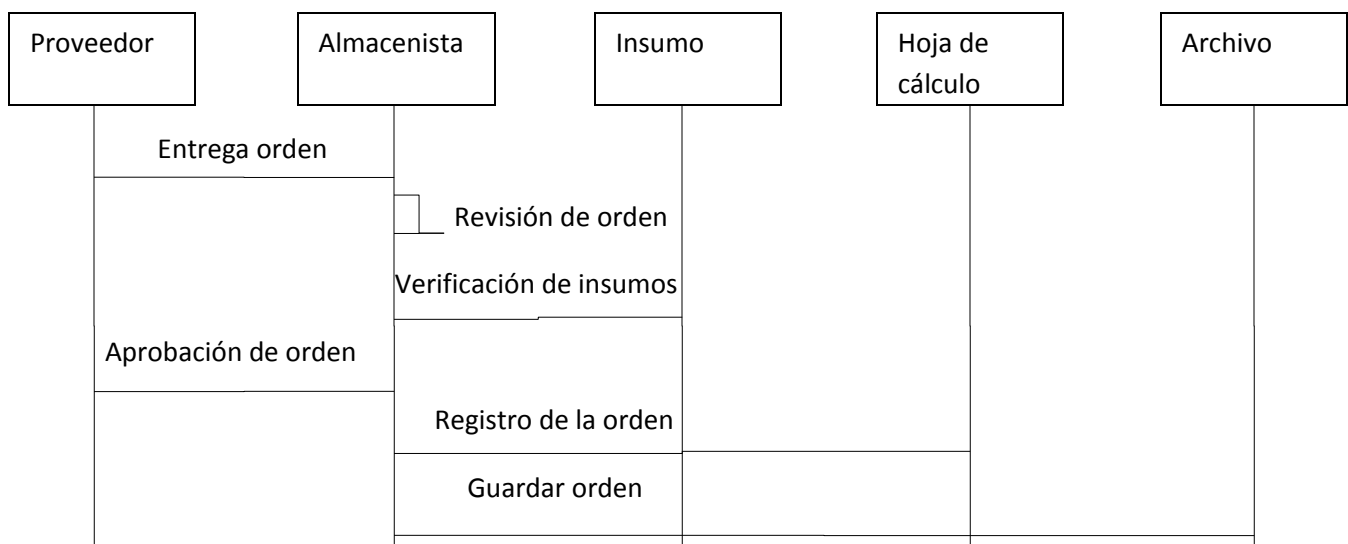 Proveedor
Almacenista
Insumo
Hoja de
cálculo
Archivo
Entrega orden
Revisión de orden
Verificación de insumos
Aprobación de orden
Registro de la orden
Guardar orden